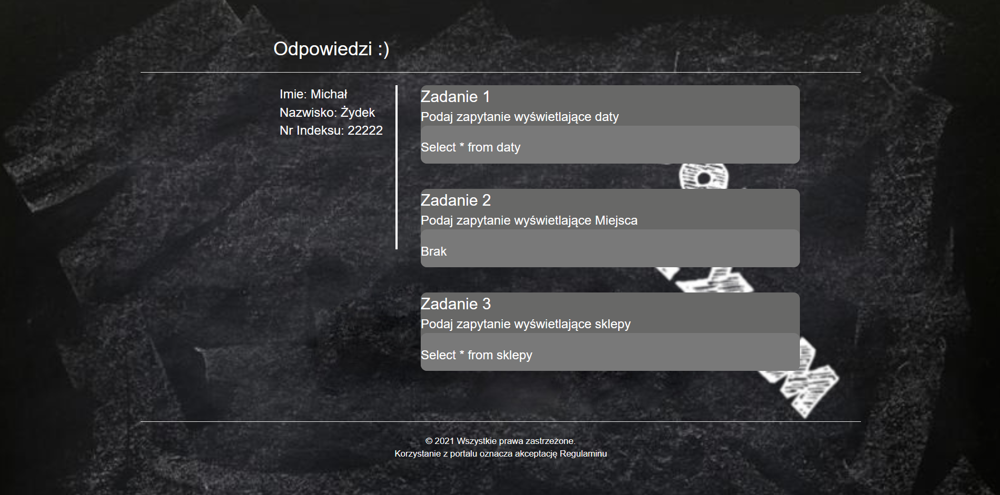 Odpowiedzi :)
Imie: Michał
Nazwisko: Żydek
Nr Indeksu: 22222
Zadanie 1
Podaj zapytanie wyświetlające daty
Select * from daty
Zadanie 2
Podaj zapytanie wyświetlające Miejsca
Brak
Zadanie 3
Podaj zapytanie wyświetlające sklepy
Select * from sklepy
© 2021 Wszystkie prawa zastrzeżone.
Korzystanie z portalu oznacza akceptację Regulaminu